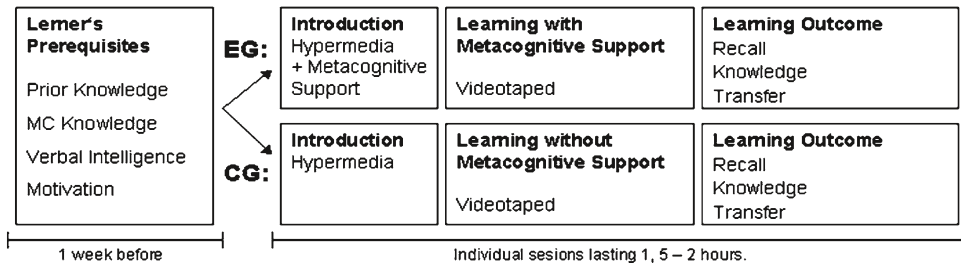 Lerner's
Prerequisites
Prior Knowledge
MC Knowledge
Verbal Intelligence
Motivation
EG:
Introduction
Hypermedia
+ Metacognitive
Support
Learning with
Metacognitive Support
Videotaped
Learning Outcome
Recall
Knowledge
Transfer
CG:
Introduction
Hypermedia
Learning without
Metacognitive Support
Videotaped
Learning Outcome
Recall
Knowledge
Transfer
1 week before
Individual sesions lasting 1, 5 – 2 hours.